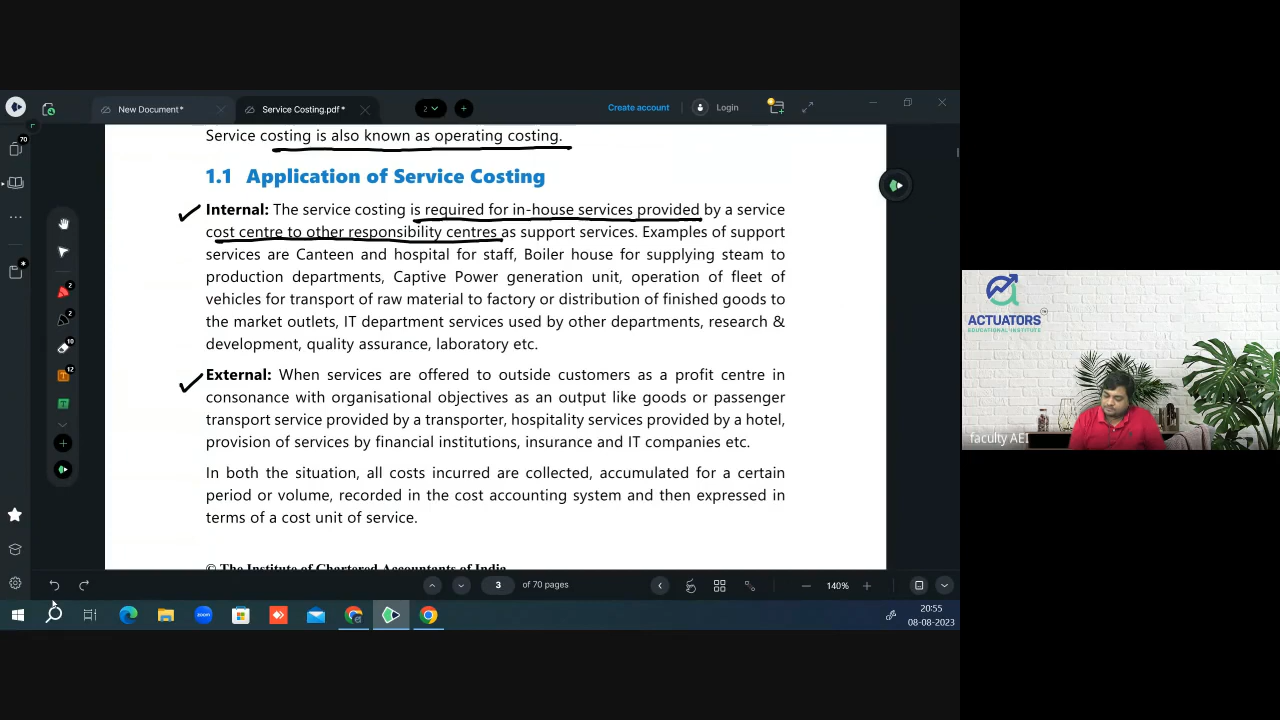 New Document*
Service Costing.pdf *
2
Create account
Login
70
Service costing is also known as operating costing.
1.1 Application of Service Costing
Internal: The service costing is required for in-house services provided by a service
cost centre to other responsibility centres as support services. Examples of support
services are Canteen and hospital for staff, Boiler house for supplying steam to
production departments, Captive Power generation unit, operation of fleet of
vehicles for transport of raw material to factory or distribution of finished goods to
the market outlets, IT department services used by other departments, research &
development, quality assurance, laboratory etc.
External: When services are offered to outside customers as a profit centre in
consonance with organisational objectives as an output like goods or passenger
transport service provided by a transporter, hospitality services provided by a hotel,
provision of services by financial institutions, insurance and IT companies etc.
In both the situation, all costs incurred are collected, accumulated for a certain
period or volume, recorded in the cost accounting system and then expressed in
terms of a cost unit of service.
© The Institute of Chartered Accountants of India
2
2
10
12
3
of 70 pages
140%
zoom
20:55
08-08-2023
ACTUATORS
EDUCATIONAL INSTITUTE
faculty AEI